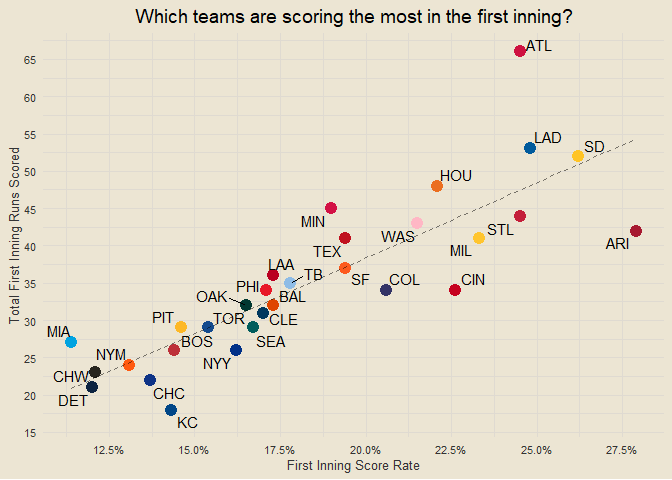 Which teams are scoring the most in the first inning?
Total First Inning Runs Scored
65
60
55
50
45
40
35
30
25
20
15
ATL
LAD
SD
HOU
MIN
WAS
STL
ARI
TEX
MIL
LAA
TB
SF
COL
CIN
PHI
OAK
BAL
PIT
TOR
CLE
MIA
BOS
SEA
NYM
NYY
CHW
DET
CHC
KC
12.5%
15.0%
17.5%
20.0%
22.5%
25.0%
27.5%
First Inning Score Rate